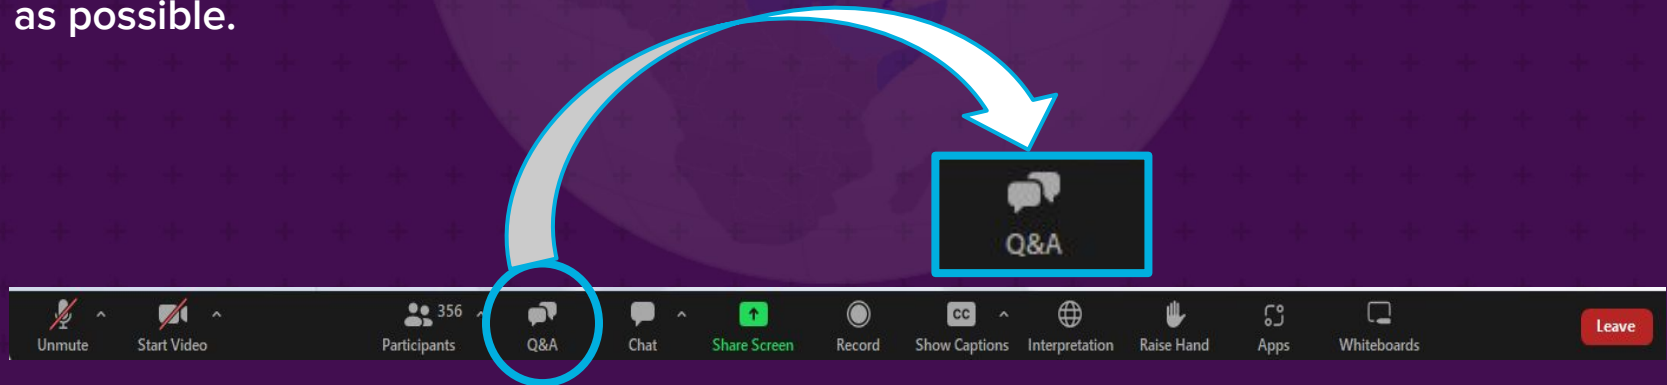 as possible.
Q&A
356
Unmute Start Video Participants Q&A Chat Share Screen Record CC Show Captions Interpretation Raise Hand Apps Whiteboards Leave